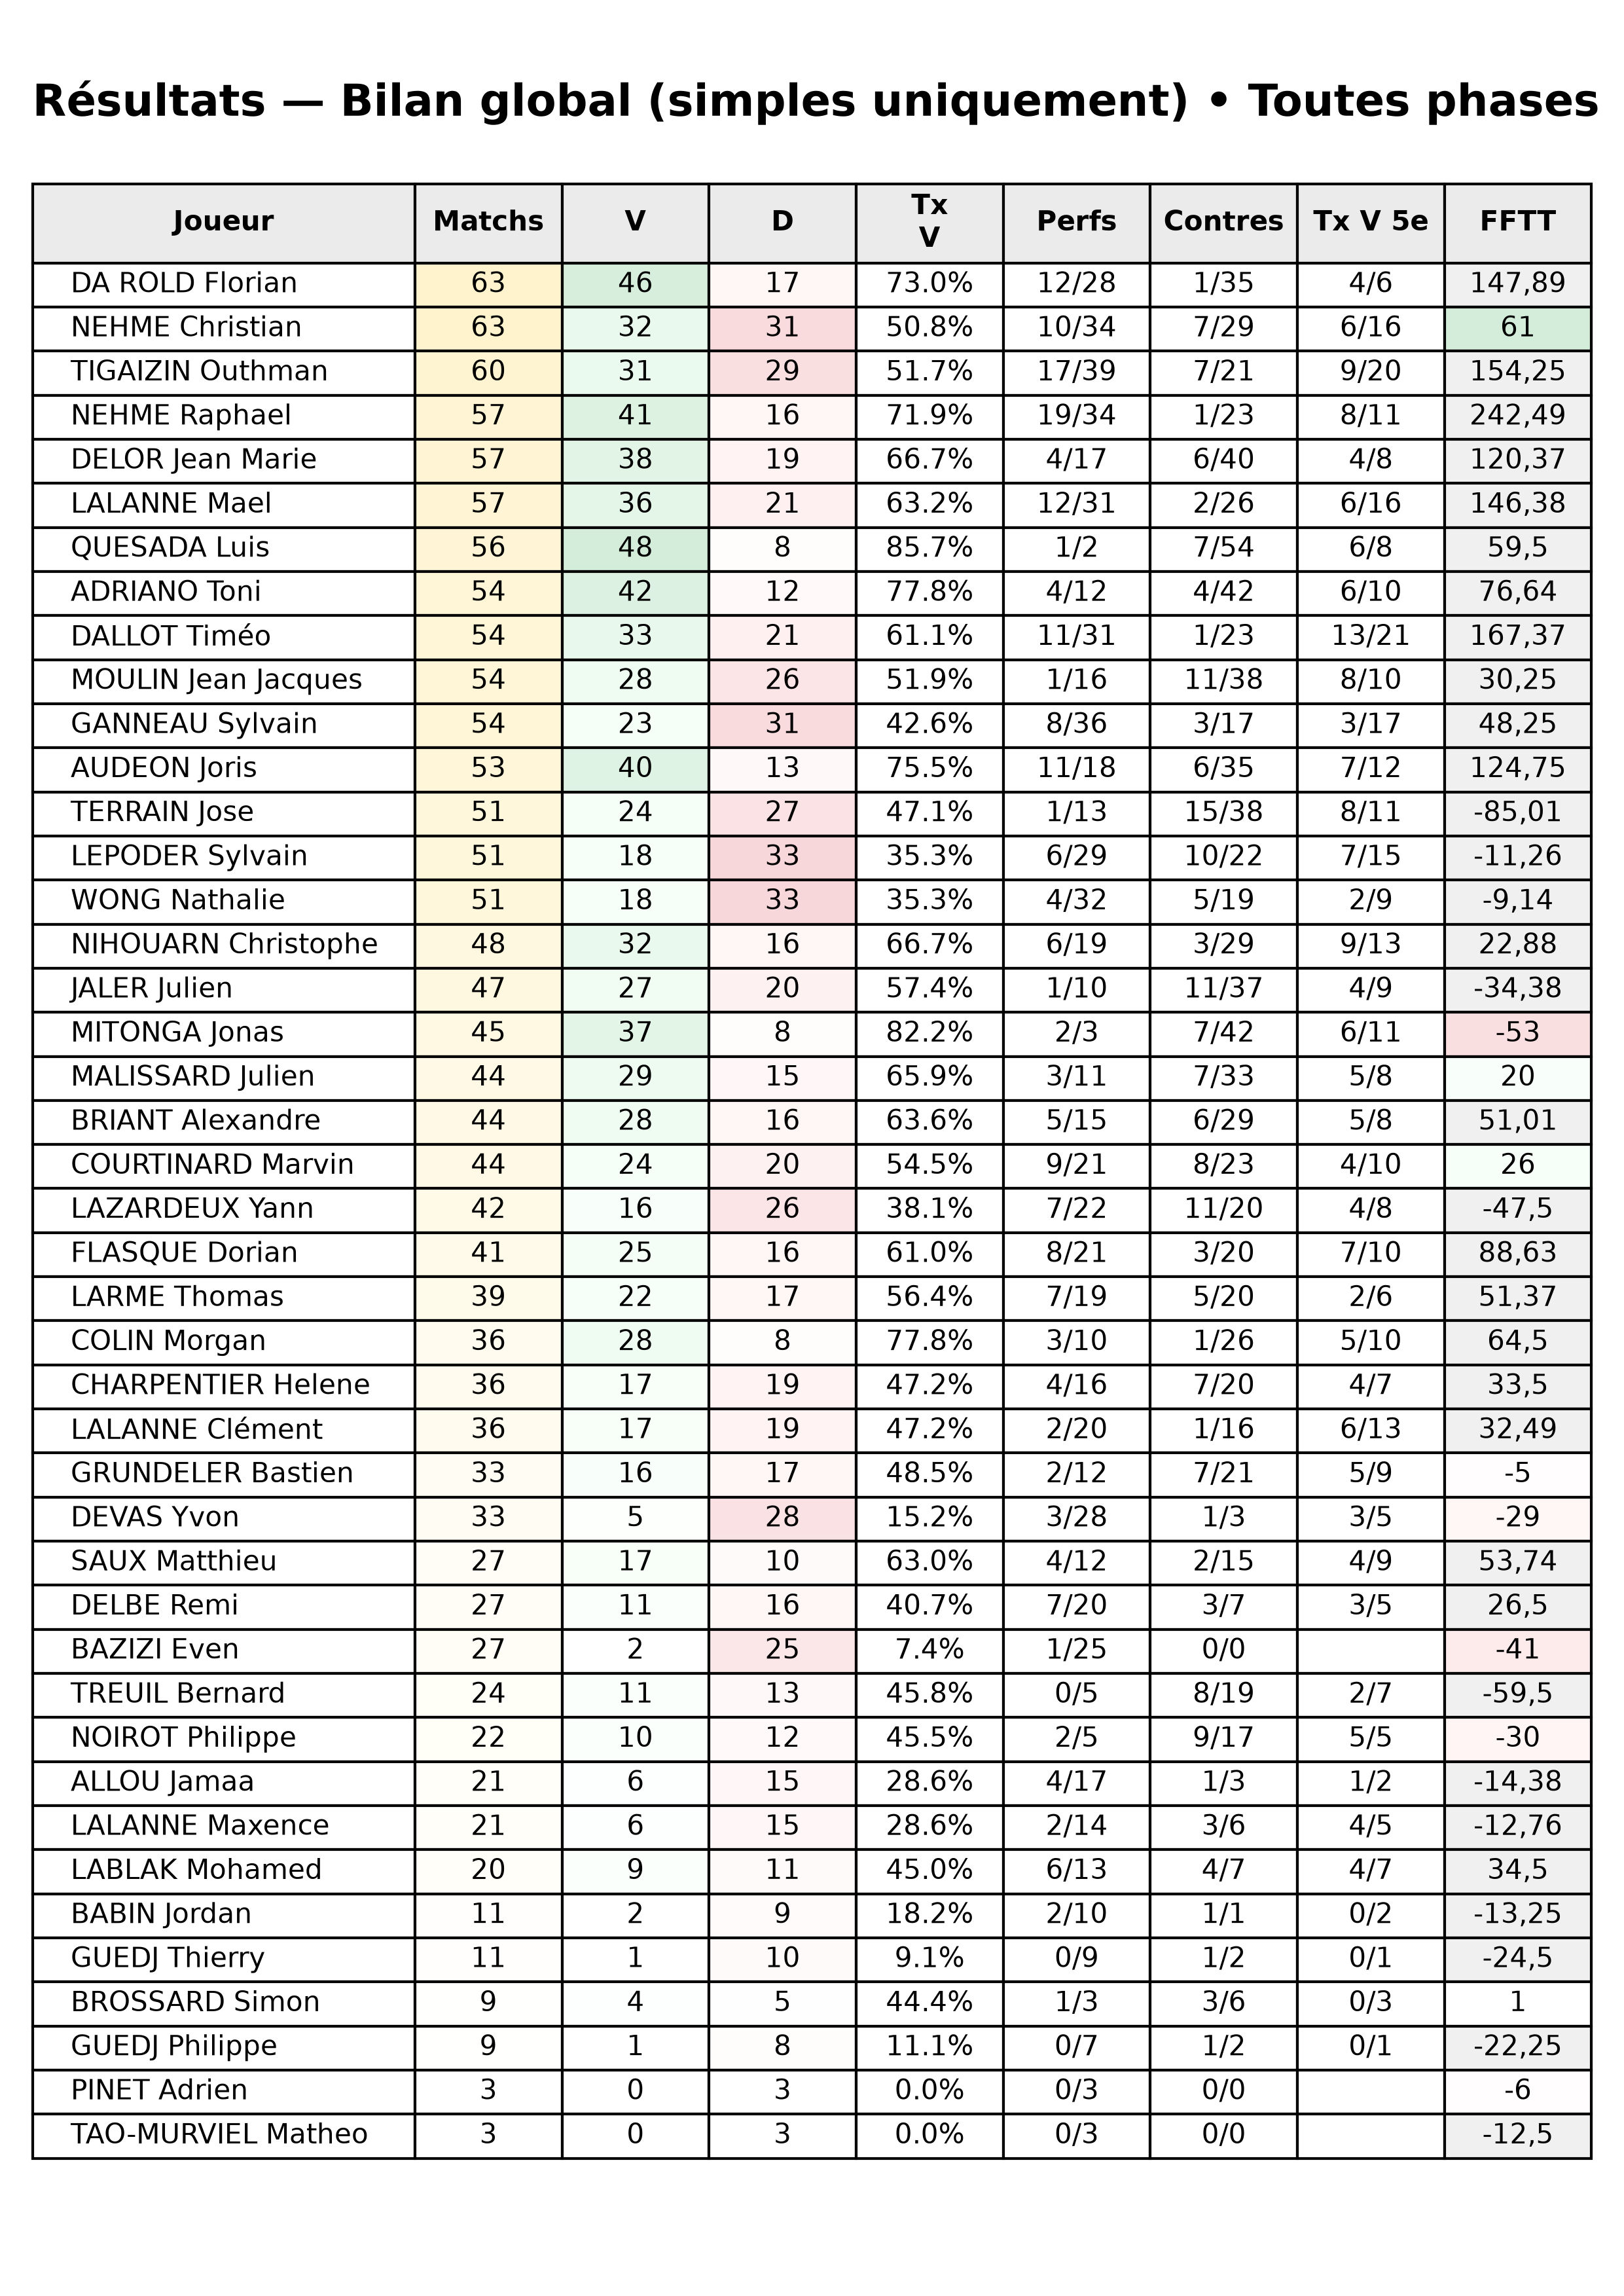 Résultats — Bilan global (simples uniquement) • Toutes phases
Joueur Matchs V D Tx V Perfs Contres Tx V 5e FFTT
DA ROLD Florian 63 46 17 73.0% 12/28 1/35 4/6 147,89
NEHME Christian 63 32 31 50.8% 10/34 7/29 6/16 61
TIGAIZIN Outhman 60 31 29 51.7% 17/39 7/21 9/20 154,25
NEHME Raphael 57 41 16 71.9% 19/34 1/23 8/11 242,49
DELOR Jean Marie 57 38 19 66.7% 4/17 6/40 4/8 120,37
LALANNE Mael 57 36 21 63.2% 12/31 2/26 6/16 146,38
QUESADA Luis 56 48 8 85.7% 1/2 7/54 6/8 59,5
ADRIANO Toni 54 42 12 77.8% 4/12 4/42 6/10 76,64
DALLOT Timéo 54 33 21 61.1% 11/31 1/23 13/21 167,37
MOULIN Jean Jacques 54 28 26 51.9% 1/16 11/38 8/10 30,25
GANNEAU Sylvain 54 23 31 42.6% 8/36 3/17 3/17 48,25
AUDEON Joris 53 40 13 75.5% 11/18 6/35 7/12 124,75
TERRAIN Jose 51 24 27 47.1% 1/13 15/38 8/11 -85,01
LEPODER Sylvain 51 18 33 35.3% 6/29 10/22 7/15 -11,26
WONG Nathalie 51 18 33 35.3% 4/32 5/19 2/9 -9,14
NIHOUARN Christophe 48 32 16 66.7% 6/19 3/29 9/13 22,88
JALER Julien 47 27 20 57.4% 1/10 11/37 4/9 -34,38
MITONGA Jonas 45 37 8 82.2% 2/3 7/42 6/11 -53
MALISSARD Julien 44 29 15 65.9% 3/11 7/33 5/8 20
BRIANT Alexandre 44 28 16 63.6% 5/15 6/29 5/8 51,01
COURTINARD Marvin 44 24 20 54.5% 9/21 8/23 4/10 26
LAZARDEUX Yann 42 16 26 38.1% 7/22 11/20 4/8 -47,5
FLASQUE Dorian 41 25 16 61.0% 8/21 3/20 7/10 88,63
LARME Thomas 39 22 17 56.4% 7/19 5/20 2/6 51,37
COLIN Morgan 36 28 8 77.8% 3/10 1/26 5/10 64,5
CHARPENTIER Helene 36 17 19 47.2% 4/16 7/20 4/7 33,5
LALANNE Clément 36 17 19 47.2% 2/20 1/16 6/13 32,49
GRUNDELER Bastien 33 16 17 48.5% 2/12 7/21 5/9 -5
DEVAS Yvon 33 5 28 15.2% 3/28 1/3 3/5 -29
SAUX Matthieu 27 17 10 63.0% 4/12 2/15 4/9 53,74
DELBE Remi 27 11 16 40.7% 7/20 3/7 3/5 26,5
BAZIZI Even 27 2 25 7.4% 1/25 0/0 -41
TREUIL Bernard 24 11 13 45.8% 0/5 8/19 2/7 -59,5
NOIROT Philippe 22 10 12 45.5% 2/5 9/17 5/5 -30
ALLOU Jamaa 21 6 15 28.6% 4/17 1/3 1/2 -14,38
LALANNE Maxence 21 6 15 28.6% 2/14 3/6 4/5 -12,76
LABLAK Mohamed 20 9 11 45.0% 6/13 4/7 4/7 34,5
BABIN Jordan 11 2 9 18.2% 2/10 1/1 0/2 -13,25
GUEDJ Thierry 11 1 10 9.1% 0/9 1/2 0/1 -24,5
BROSSARD Simon 9 4 5 44.4% 1/3 3/6 0/3 1
GUEDJ Philippe 9 1 8 11.1% 0/7 1/2 0/1 -22,25
PINET Adrien 3 0 3 0.0% 0/3 0/0 -6
TAO-MURVIEL Matheo 3 0 3 0.0% 0/3 0/0 -12,5